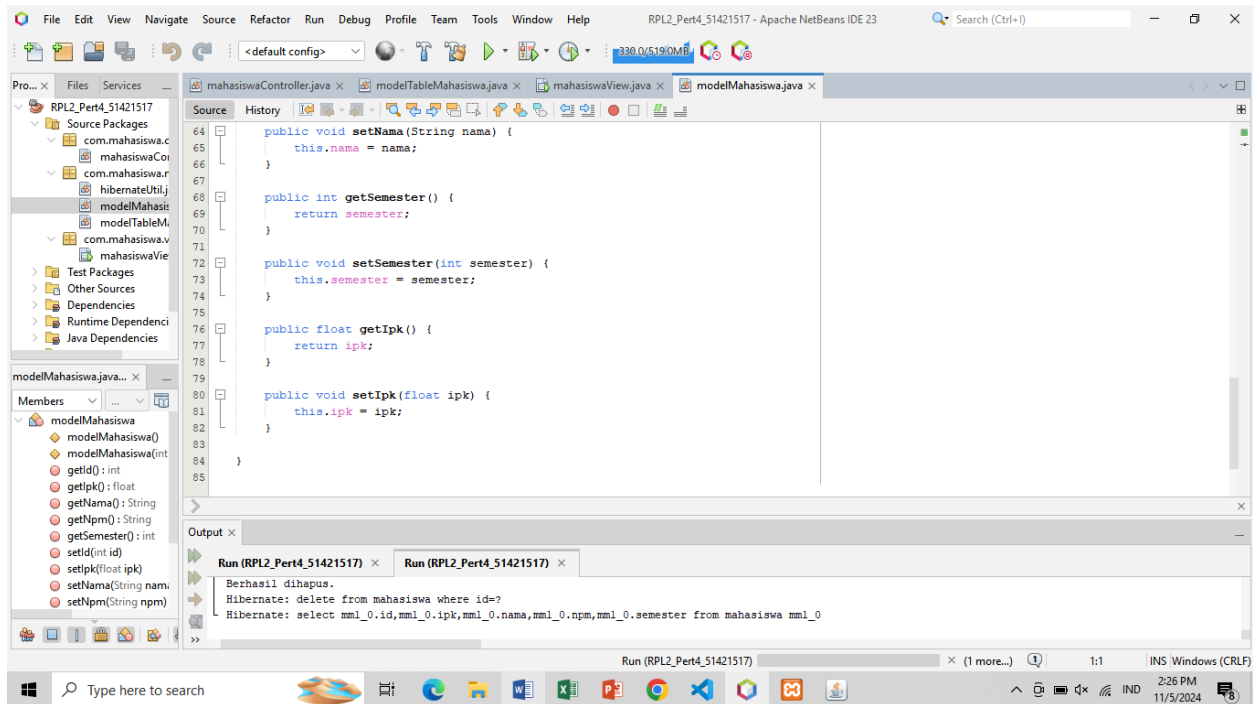 File Edit View Navigate Source Refactor Run Debug Profile Team Tools Window Help RPL2_Pert4_51421517 - Apache NetBeans IDE 23 Search (Ctrl+I)
<default config> 330.0/519.0MB
Pro... Files Services
RPL2_Pert4_51421517
Source Packages
com.mahasiswa.c
mahasiswaCo
com.mahasiswa.r
hibernateUtil.j
modelMahasis
modelTableMa
com.mahasiswa.v
mahasiswaVie
Test Packages
Other Sources
Dependencies
Runtime Dependenci
Java Dependencies
modelMahasiswa.java...
Members ...
modelMahasiswa
modelMahasiswa()
modelMahasiswa(int
getId() : int
getIpk() : float
getNama() : String
getNpm() : String
getSemester() : int
setId(int id)
setIpk(float ipk)
setNama(String nama
setNpm(String npm)
mahasiswaController.java modelTableMahasiswa.java mahasiswaView.java modelMahasiswa.java
Source History
64 public void setNama(String nama) {
65 this.nama = nama;
66 }
67
68 public int getSemester() {
69 return semester;
70 }
71
72 public void setSemester(int semester) {
73 this.semester = semester;
74 }
75
76 public float getIpk() {
77 return ipk;
78 }
79
80 public void setIpk(float ipk) {
81 this.ipk = ipk;
82 }
83
84 }
85
Output
Run (RPL2_Pert4_51421517) Run (RPL2_Pert4_51421517)
Berhasil dihapus.
Hibernate: delete from mahasiswa where id=?
Hibernate: select mm1_0.id,mm1_0.ipk,mm1_0.nama,mm1_0.npm,mm1_0.semester from mahasiswa mm1_0
Run (RPL2_Pert4_51421517) (1 more...) 1 1:1 INS Windows (CRLF)
Type here to search IND 2:26 PM
11/5/2024 8